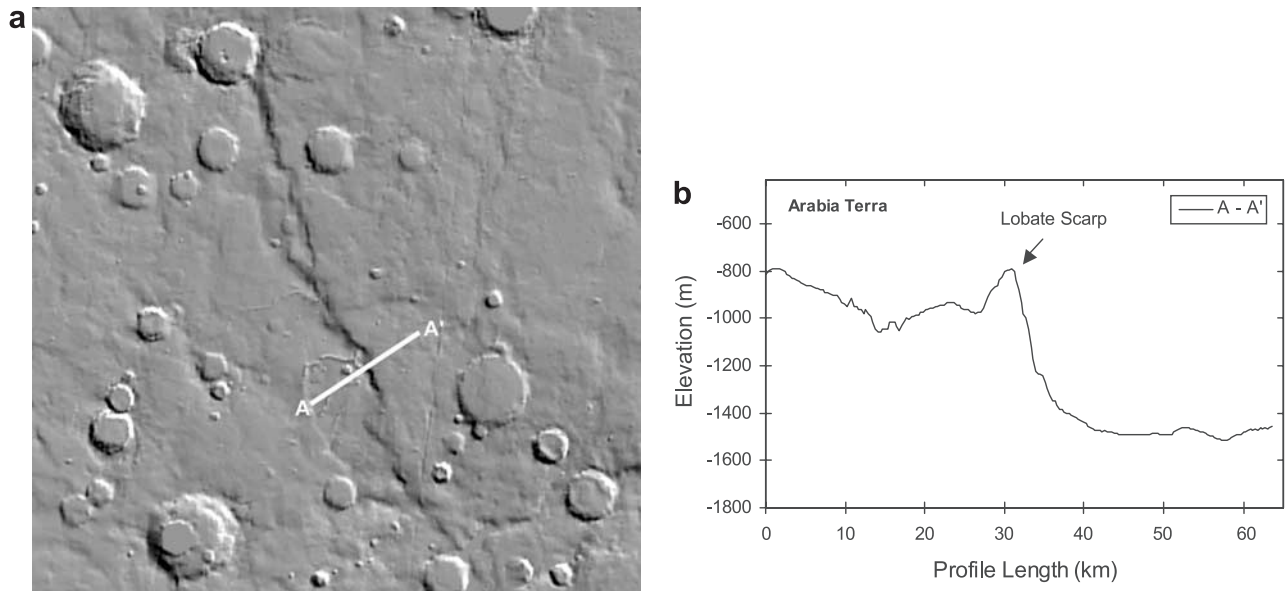 a
A
A'
b
Arabia Terra
Lobate Scarp
A - A'
Elevation (m)
-600
-800
-1000
-1200
-1400
-1600
-1800
0 10 20 30 40 50 60
Profile Length (km)